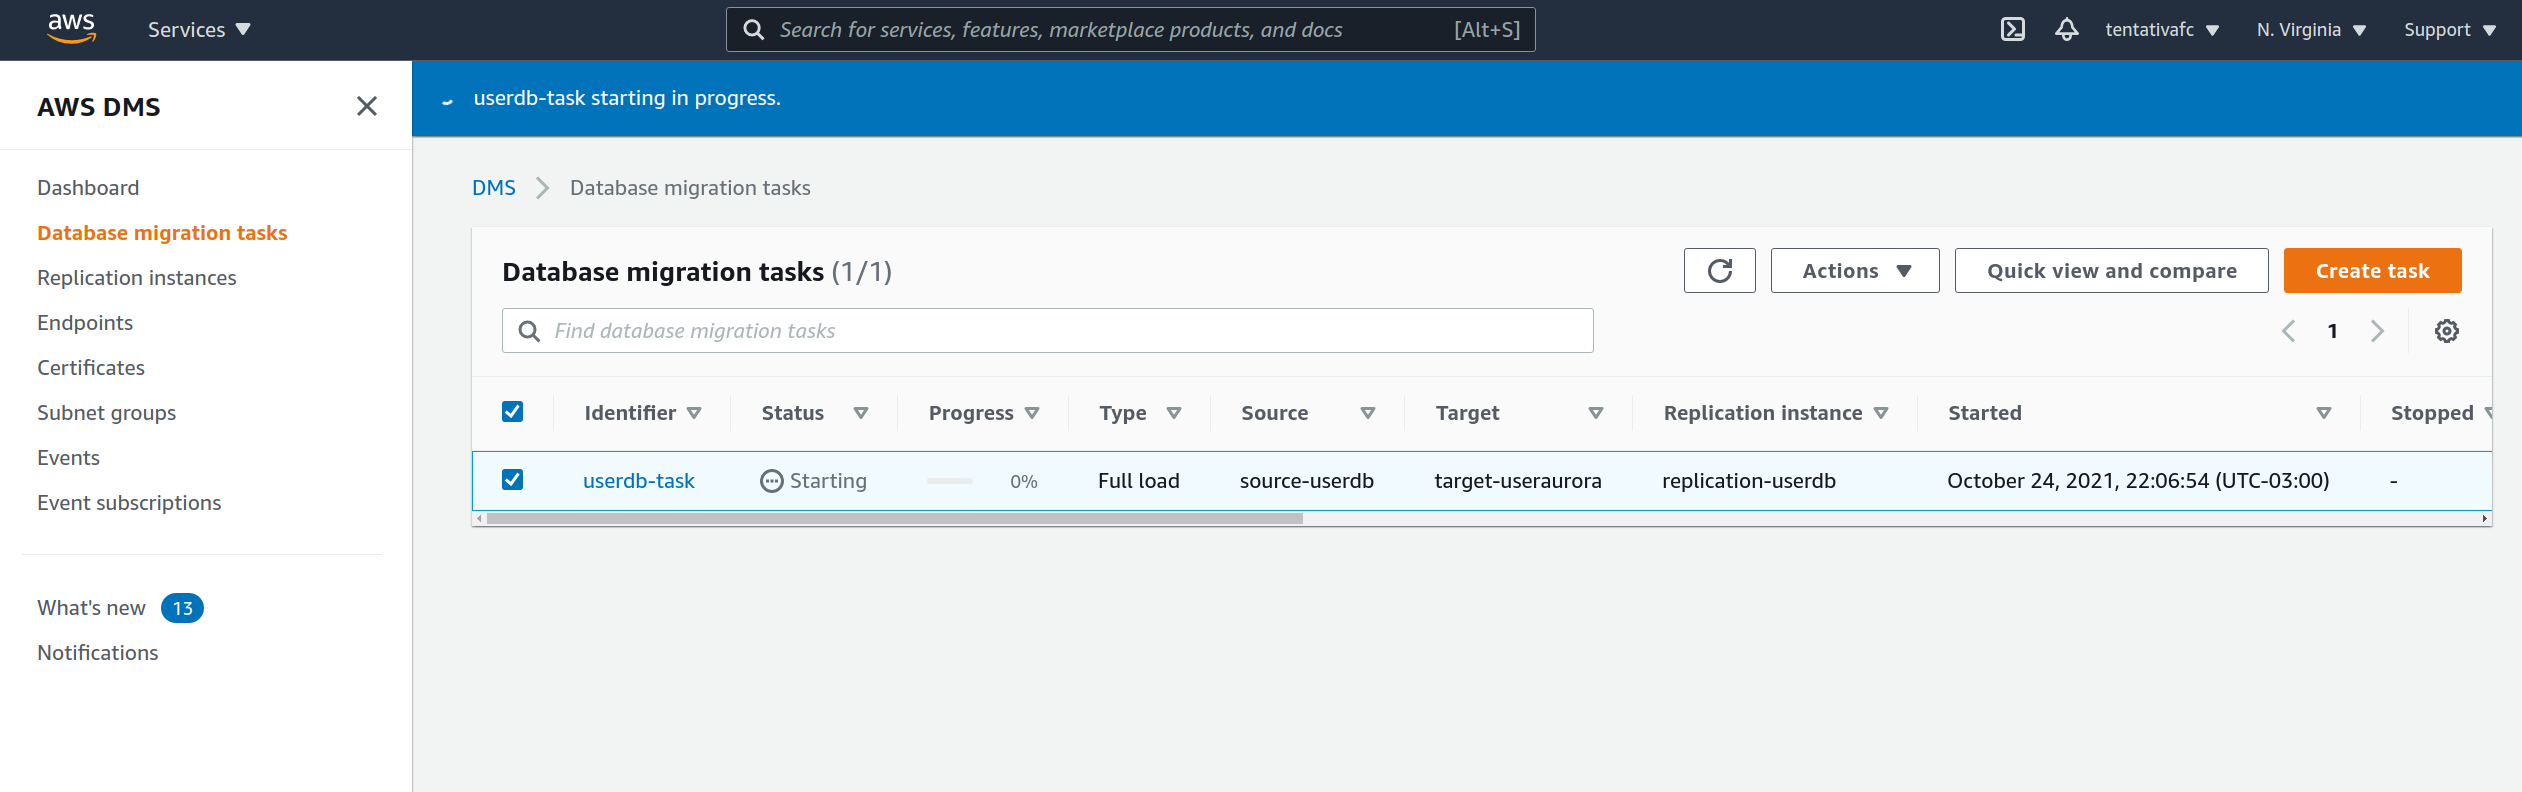 aws Services Search for services, features, marketplace products, and docs [Alt+S] tentativafc N. Virginia Support
AWS DMS
Dashboard
Database migration tasks
Replication instances
Endpoints
Certificates
Subnet groups
Events
Event subscriptions
What's new 13
Notifications
userdb-task starting in progress.
DMS Database migration tasks
Database migration tasks (1/1) Actions Quick view and compare Create task
Find database migration tasks 1
Identifier Status Progress Type Source Target Replication instance Started Stopped
userdb-task Starting 0% Full load source-userdb target-useraurora replication-userdb October 24, 2021, 22:06:54 (UTC-03:00) -